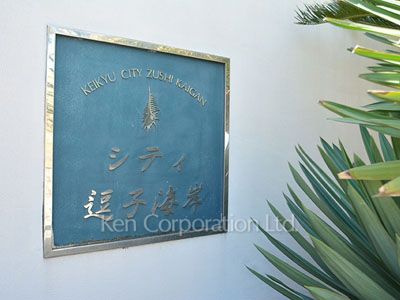 KEIKYU CITY ZUSHI KAIGAN
シティ
逗子海岸
Ken Corporation Ltd.